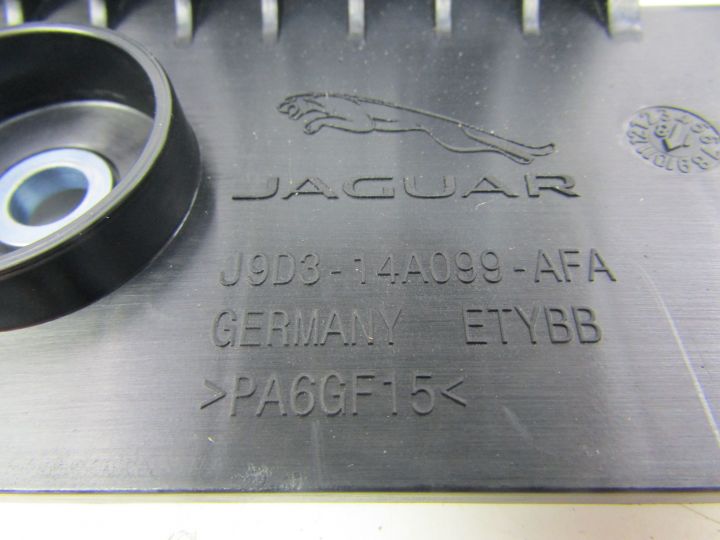 JAGUAR
J9D3-14A099-AFA
GERMANY ETYBB
>PA6GF15<